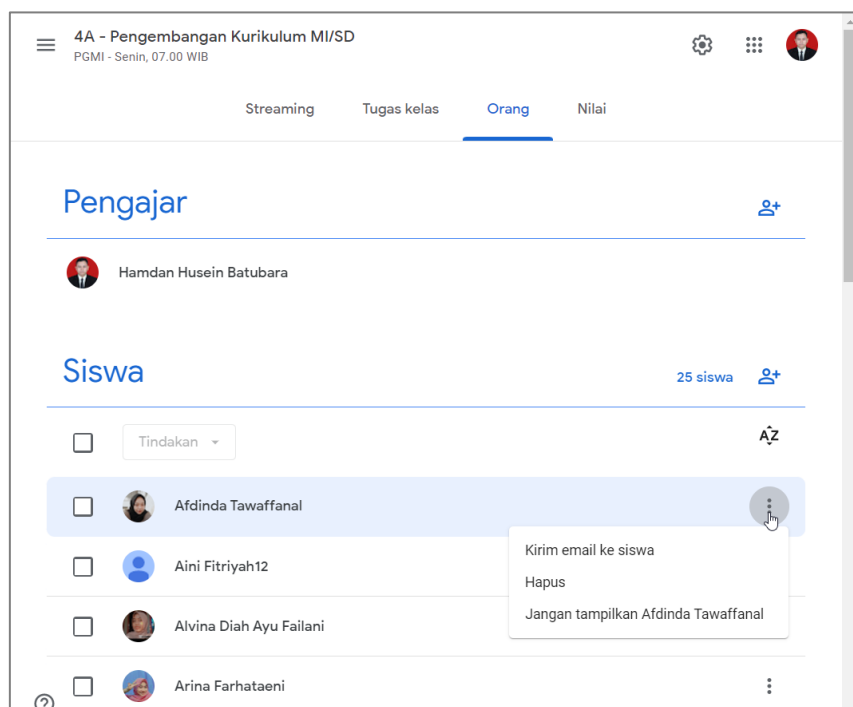 4A - Pengembangan Kurikulum MI/SD
PGMI - Senin, 07.00 WIB
Streaming Tugas kelas Orang Nilai
Pengajar
Hamdan Husein Batubara
Siswa 25 siswa
Tindakan AZ
Afdinda Tawaffanal
Kirim email ke siswa
Aini Fitriyah12
Hapus
Jangan tampilkan Afdinda Tawaffanal
Alvina Diah Ayu Failani
Arina Farhataeni